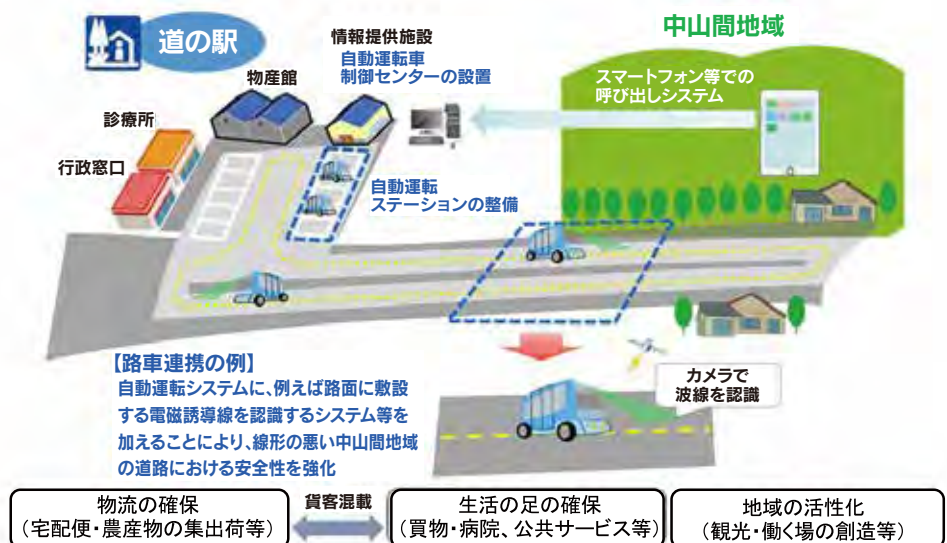 道の駅
中山間地域
情報提供施設
自動運転車
制御センターの設置
物産館
スマートフォン等での
呼び出しシステム
診療所
行政窓口
自動運転
ステーションの整備
【路車連携の例】
自動運転システムに、例えば路面に敷設
する電磁誘導線を認識するシステム等を
加えることにより、線形の悪い中山間地域
の道路における安全性を強化
カメラで
波線を認識
物流の確保
（宅配便・農産物の集出荷等）
貨客混載
生活の足の確保
（買物・病院、公共サービス等）
地域の活性化
（観光・働く場の創造等）